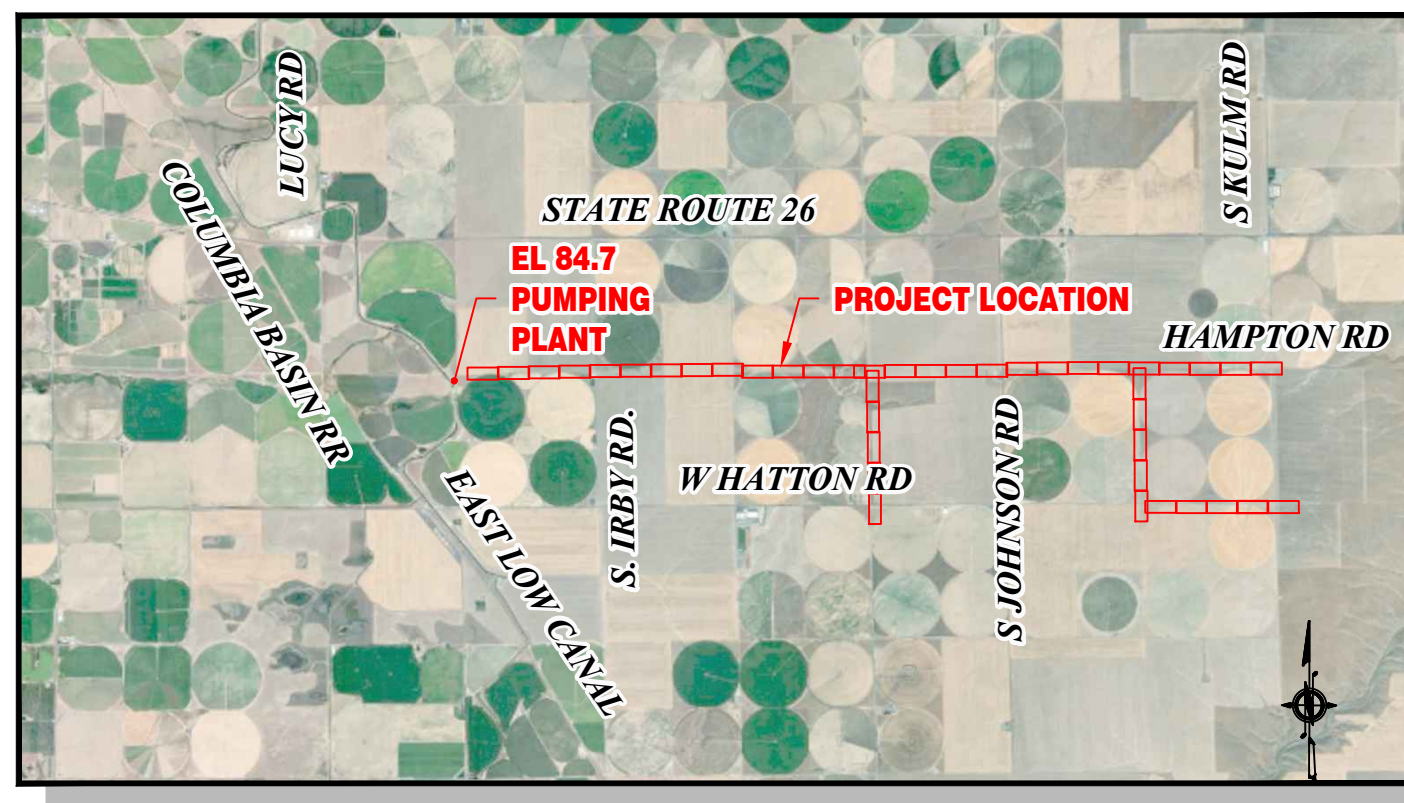 LUCY RD
S KULM RD
COLUMBIA BASIN RR
STATE ROUTE 26
EL 84.7
PUMPING
PLANT
PROJECT LOCATION
HAMPTON RD
S. IRBY RD.
W HATTON RD
S JOHNSON RD
EAST LOW CANAL